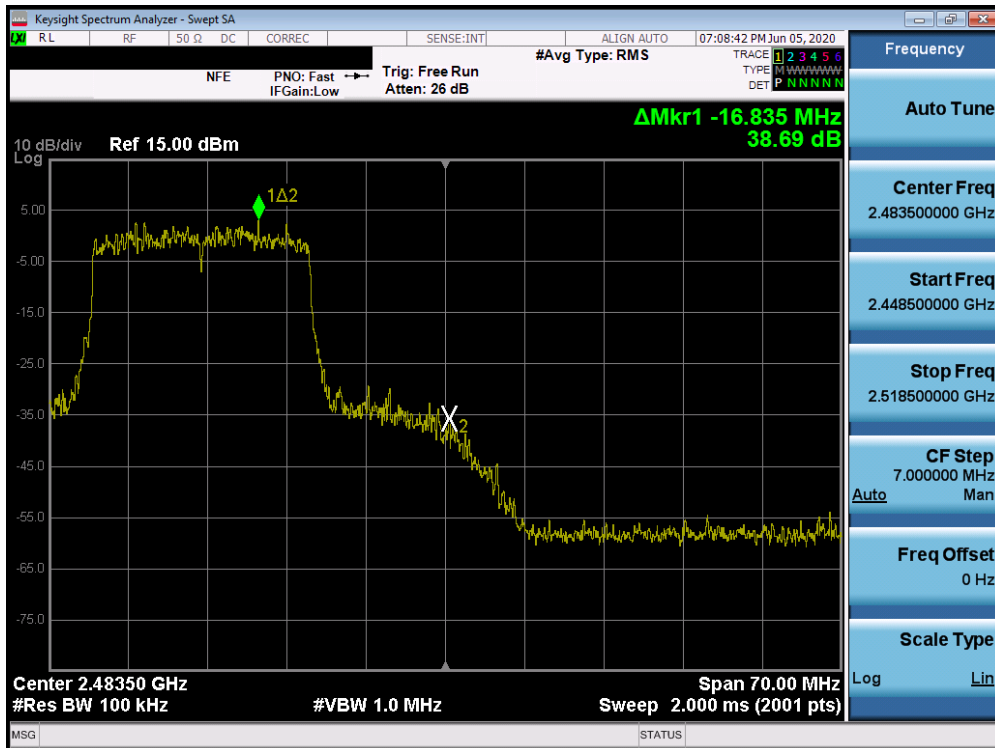 Keysight Spectrum Analyzer - Swept SA
LXI RL RF 50 Ω DC CORREC SENSE:INT ALIGN AUTO 07:08:42 PM Jun 05, 2020
NFE PNO: Fast Trig: Free Run #Avg Type: RMS TRACE 1 2 3 4 5 6
IFGain:Low Atten: 26 dB TYPE M W W W W W
DET P N N N N N
ΔMkr1 -16.835 MHz
38.69 dB
10 dB/div Ref 15.00 dBm
Log
1Δ2
5.00
-5.00
-15.0
-25.0
-35.0
X2
-45.0
-55.0
-65.0
-75.0
Center 2.48350 GHz Span 70.00 MHz
#Res BW 100 kHz #VBW 1.0 MHz Sweep 2.000 ms (2001 pts)
MSG STATUS
Frequency
Auto Tune
Center Freq
2.483500000 GHz
Start Freq
2.448500000 GHz
Stop Freq
2.518500000 GHz
CF Step
7.000000 MHz
Auto Man
Freq Offset
0 Hz
Scale Type
Log Lin